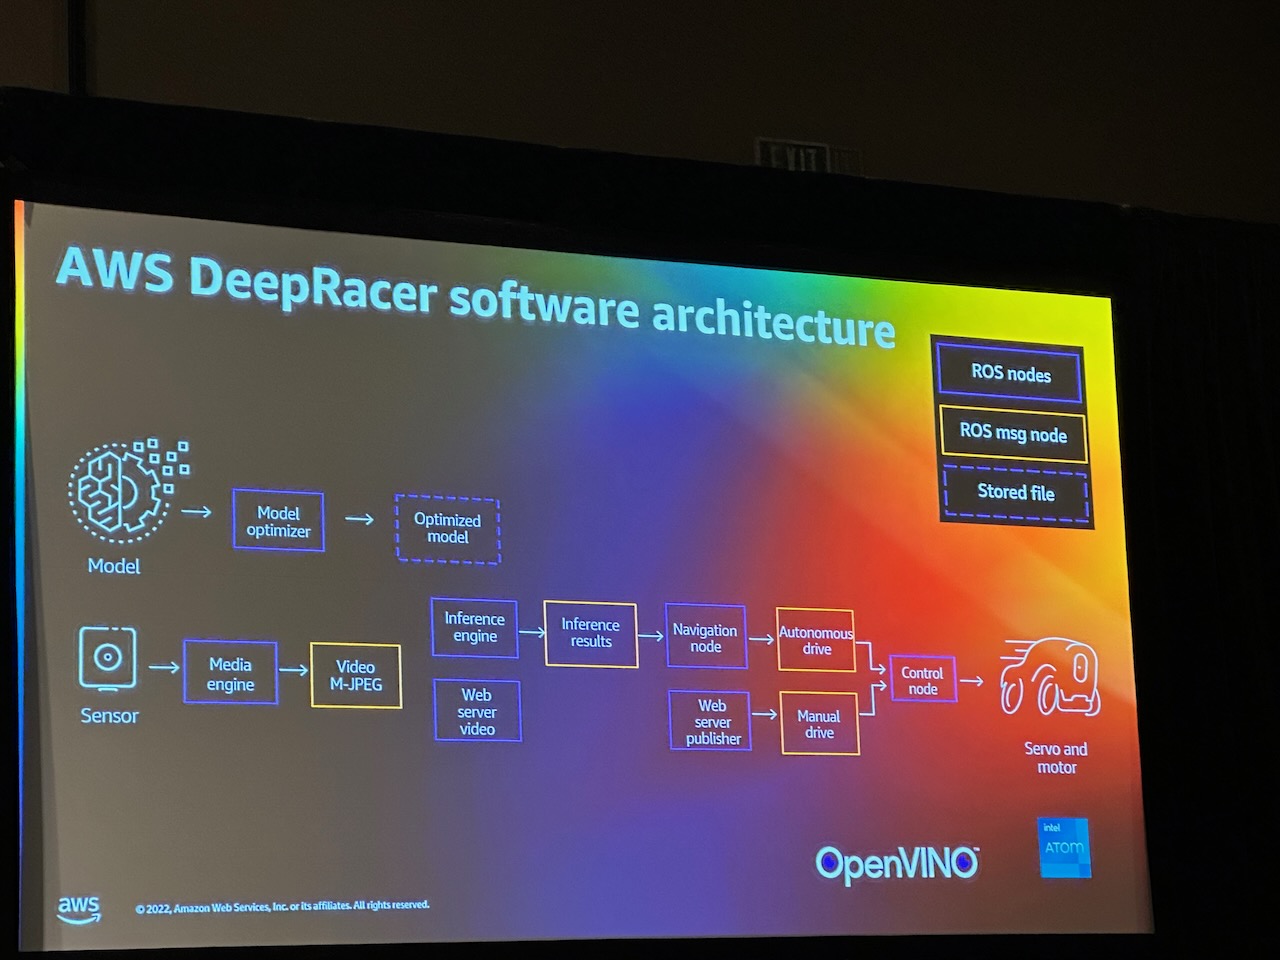 EXIT
AWS DeepRacer software architecture
ROS nodes
ROS msg node
Stored file
Model
Model
optimizer
Optimized
model
Sensor
Media
engine
Video
M-JPEG
Inference
engine
Inference
results
Navigation
node
Autonomous
drive
Web
server
video
Web
server
publisher
Manual
drive
Control
node
Servo and
motor
OpenVINO™
intel
ATOM
aws
© 2022, Amazon Web Services, Inc. or its affiliates. All rights reserved.